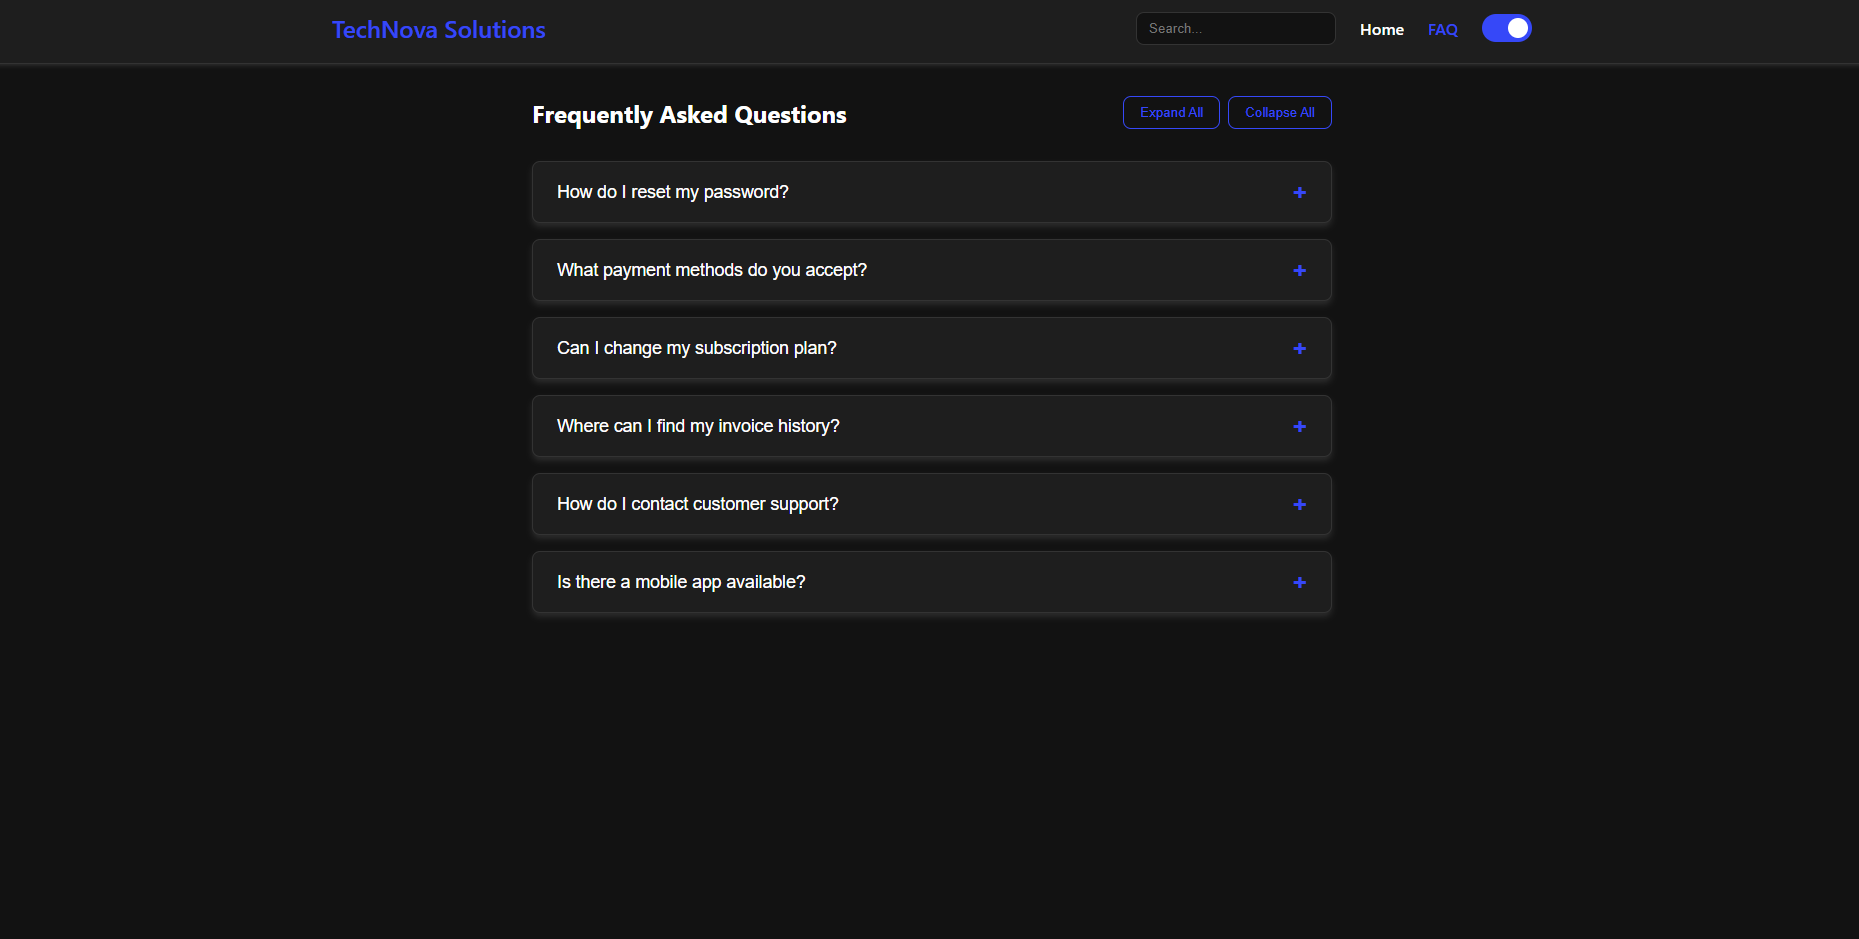 TechNova Solutions
Search...
Home
FAQ
Frequently Asked Questions
Expand All
Collapse All
How do I reset my password?
+
What payment methods do you accept?
+
Can I change my subscription plan?
+
Where can I find my invoice history?
+
How do I contact customer support?
+
Is there a mobile app available?
+